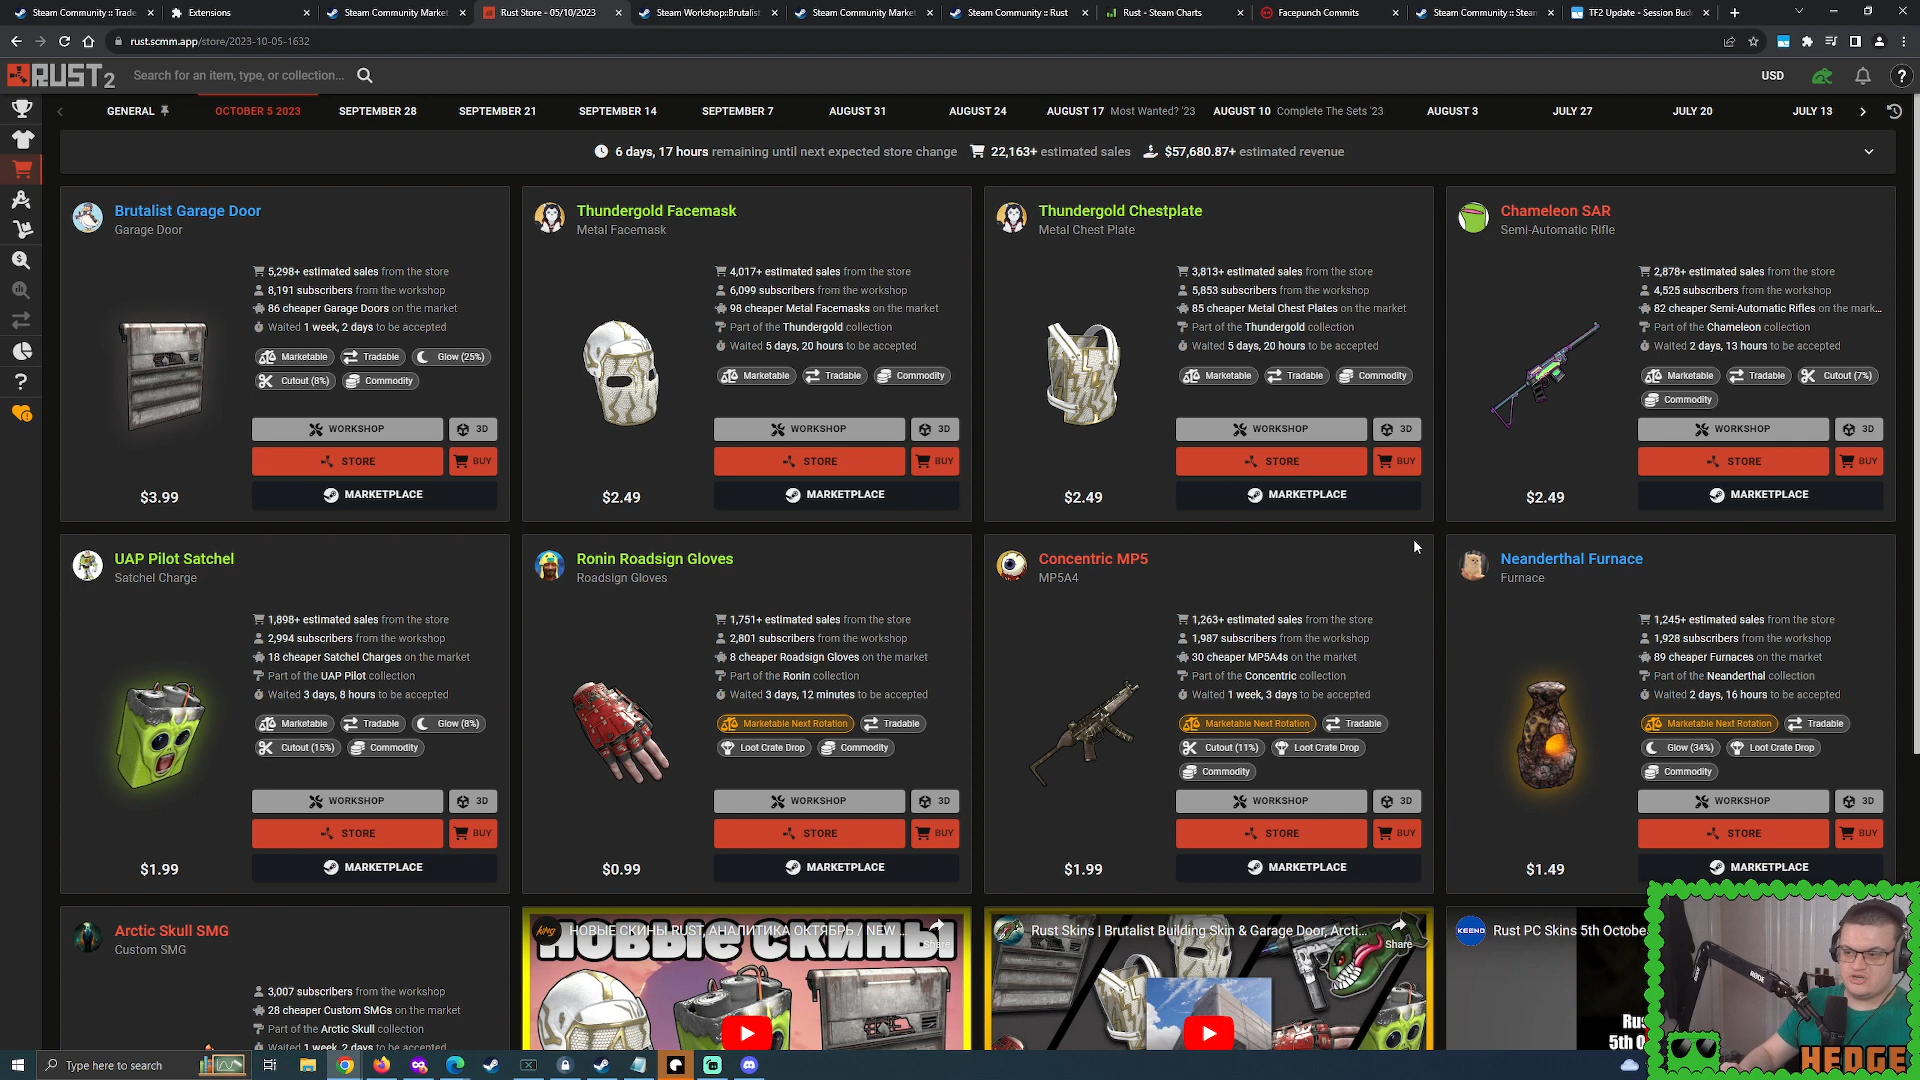 Steam Community :: Trade
Extensions
Steam Community Market
Rust Store - 05/10/2023
Steam Workshop::Brutalist
Steam Community Market
Steam Community :: Rust
Rust - Steam Charts
Facepunch Commits
Steam Community :: Steam
TF2 Update - Session Bud
rust.scmm.app/store/2023-10-05-1632
RUST2
Search for an item, type, or collection...
USD
GENERAL
OCTOBER 5 2023
SEPTEMBER 28
SEPTEMBER 21
SEPTEMBER 14
SEPTEMBER 7
AUGUST 31
AUGUST 24
AUGUST 17 Most Wanted? '23
AUGUST 10 Complete The Sets '23
AUGUST 3
JULY 27
JULY 20
JULY 13
6 days, 17 hours remaining until next expected store change 22,163+ estimated sales $57,680.87+ estimated revenue
Brutalist Garage Door
Garage Door
5,298+ estimated sales from the store
8,191 subscribers from the workshop
86 cheaper Garage Doors on the market
Waited 1 week, 2 days to be accepted
Marketable Tradable Glow (25%)
Cutout (8%) Commodity
WORKSHOP 3D
STORE BUY
$3.99 MARKETPLACE
Thundergold Facemask
Metal Facemask
4,017+ estimated sales from the store
6,099 subscribers from the workshop
98 cheaper Metal Facemasks on the market
Part of the Thundergold collection
Waited 5 days, 20 hours to be accepted
Marketable Tradable Commodity
WORKSHOP 3D
STORE BUY
$2.49 MARKETPLACE
Thundergold Chestplate
Metal Chest Plate
3,813+ estimated sales from the store
5,853 subscribers from the workshop
85 cheaper Metal Chest Plates on the market
Part of the Thundergold collection
Waited 5 days, 20 hours to be accepted
Marketable Tradable Commodity
WORKSHOP 3D
STORE BUY
$2.49 MARKETPLACE
Chameleon SAR
Semi-Automatic Rifle
2,878+ estimated sales from the store
4,525 subscribers from the workshop
82 cheaper Semi-Automatic Rifles on the mark...
Part of the Chameleon collection
Waited 2 days, 13 hours to be accepted
Marketable Tradable Cutout (7%)
Commodity
WORKSHOP 3D
STORE BUY
$2.49 MARKETPLACE
UAP Pilot Satchel
Satchel Charge
1,898+ estimated sales from the store
2,994 subscribers from the workshop
18 cheaper Satchel Charges on the market
Part of the UAP Pilot collection
Waited 3 days, 8 hours to be accepted
Marketable Tradable Glow (8%)
Cutout (15%) Commodity
WORKSHOP 3D
STORE BUY
$1.99 MARKETPLACE
Ronin Roadsign Gloves
Roadsign Gloves
1,751+ estimated sales from the store
2,801 subscribers from the workshop
8 cheaper Roadsign Gloves on the market
Part of the Ronin collection
Waited 3 days, 12 minutes to be accepted
Marketable Next Rotation Tradable
Loot Crate Drop Commodity
WORKSHOP 3D
STORE BUY
$0.99 MARKETPLACE
Concentric MP5
MP5A4
1,263+ estimated sales from the store
1,987 subscribers from the workshop
30 cheaper MP5A4s on the market
Part of the Concentric collection
Waited 1 week, 3 days to be accepted
Marketable Next Rotation Tradable
Cutout (11%) Loot Crate Drop
Commodity
WORKSHOP 3D
STORE BUY
$1.99 MARKETPLACE
Neanderthal Furnace
Furnace
1,245+ estimated sales from the store
1,928 subscribers from the workshop
89 cheaper Furnaces on the market
Part of the Neanderthal collection
Waited 2 days, 16 hours to be accepted
Marketable Next Rotation Tradable
Glow (34%) Loot Crate Drop
Commodity
WORKSHOP 3D
STORE BUY
$1.49 MARKETPLACE
Arctic Skull SMG
Custom SMG
3,007 subscribers from the workshop
28 cheaper Custom SMGs on the market
Part of the Arctic Skull collection
Waited 1 week, 2 days to be accepted
НОВЫЕ СКИНЫ RUST, АНАЛИТИКА ОКТЯБРЬ / NEW ...
Share
НОВЫЕ СКИНЫ
Rust Skins | Brutalist Building Skin & Garage Door, Arcti...
Share
KEENO
Rust PC Skins 5th Octobe
Rus
5th O
RØDE
HEDGE
Type here to search